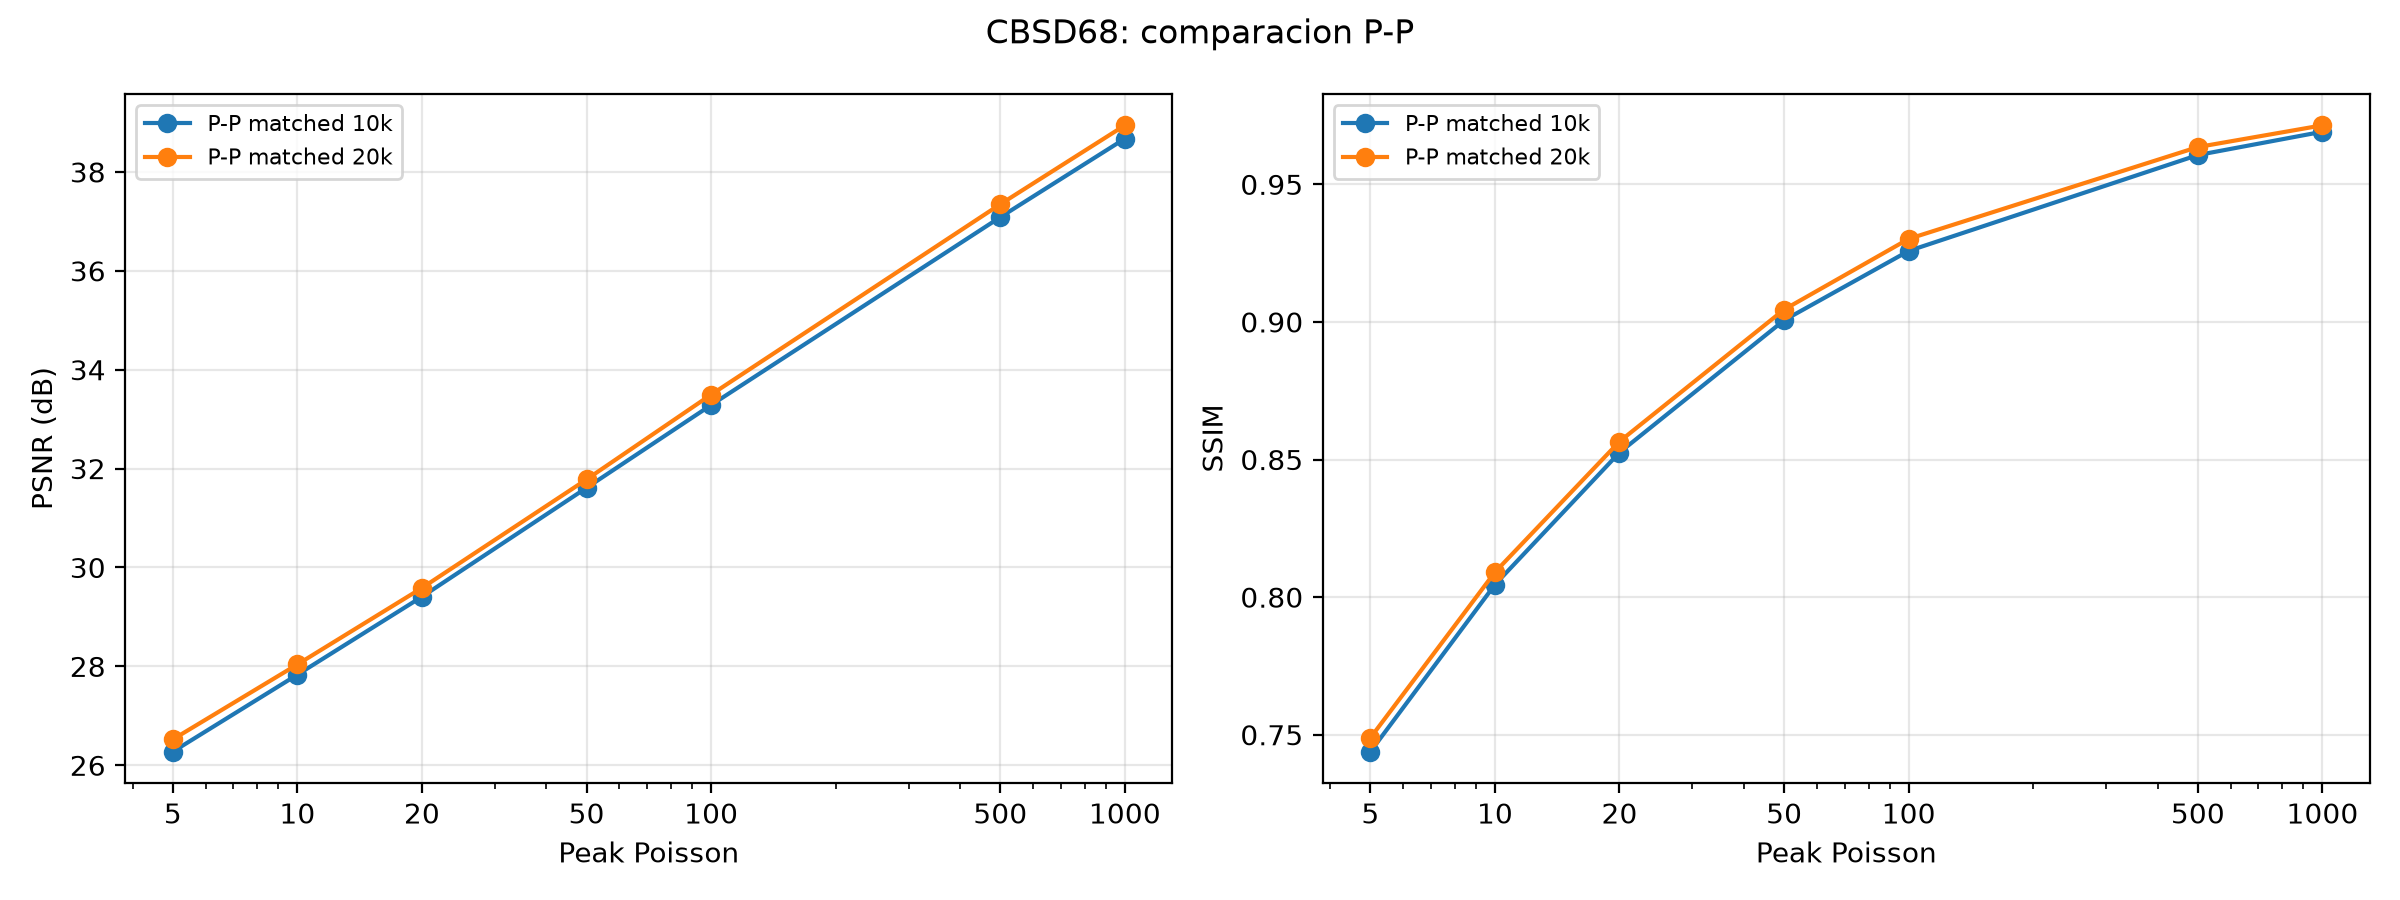 CBSD68: comparacion P-P
P-P matched 10k
P-P matched 20k
PSNR (dB)
38
36
34
32
30
28
26
5 10 20 50 100 500 1000
Peak Poisson
P-P matched 10k
P-P matched 20k
SSIM
0.95
0.90
0.85
0.80
0.75
5 10 20 50 100 500 1000
Peak Poisson